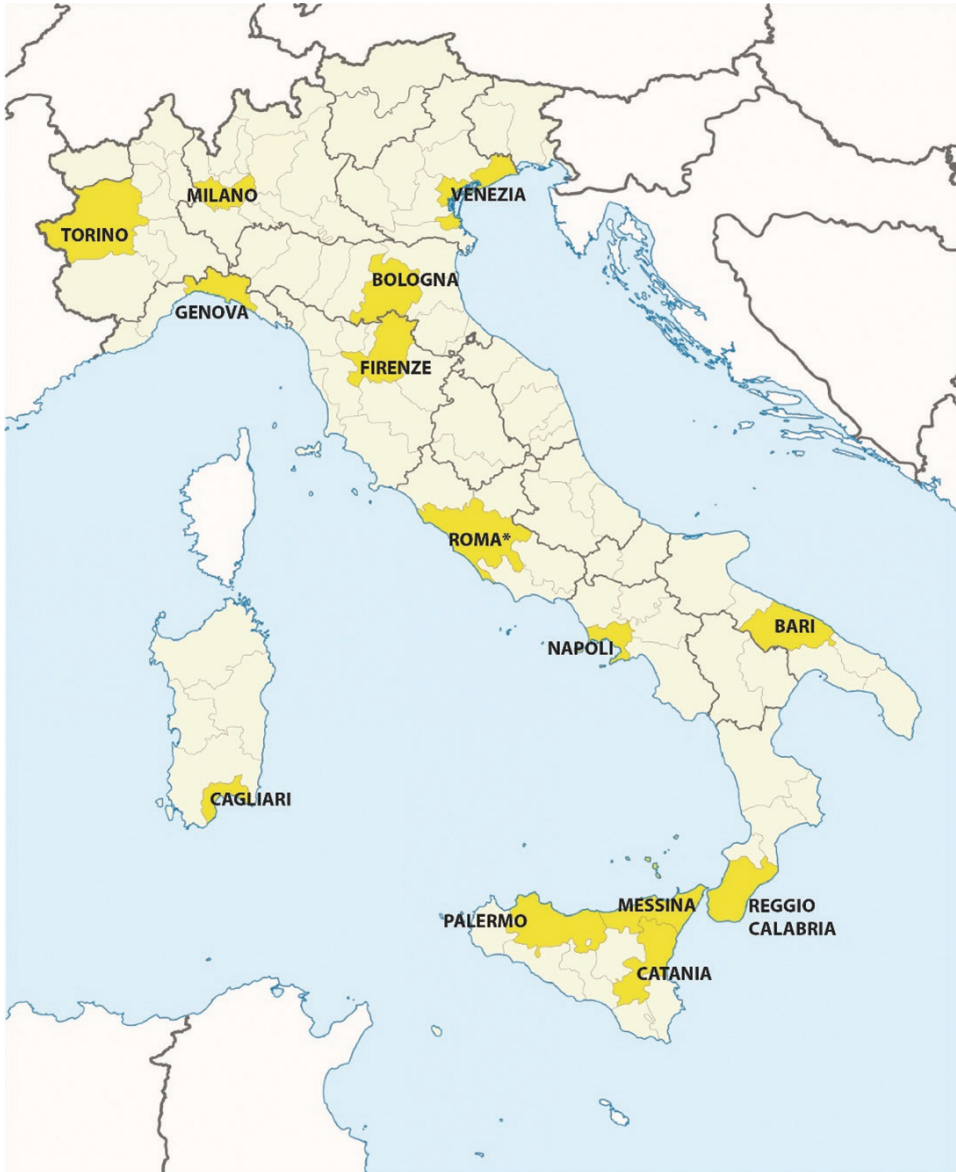 MILANO
VENEZIA
TORINO
BOLOGNA
GENOVA
FIRENZE
ROMA*
BARI
NAPOLI
CAGLIARI
MESSINA
REGGIO
CALABRIA
PALERMO
CATANIA